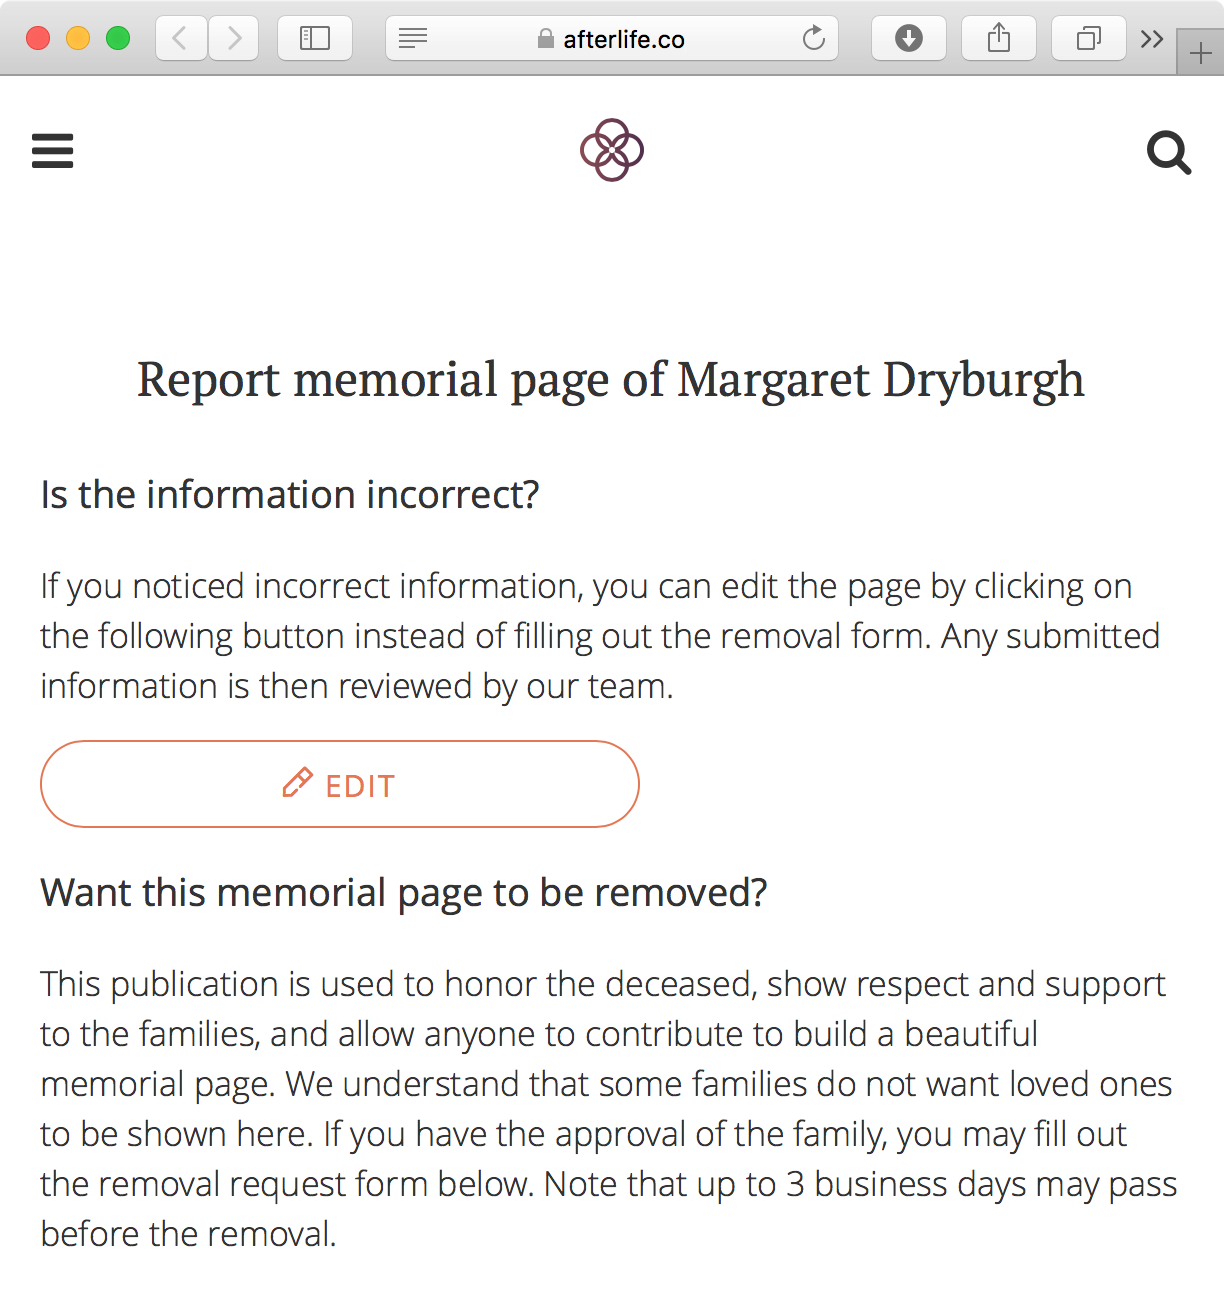 afterlife.co
Report memorial page of Margaret Dryburgh
Is the information incorrect?
If you noticed incorrect information, you can edit the page by clicking on
the following button instead of filling out the removal form. Any submitted
information is then reviewed by our team.
EDIT
Want this memorial page to be removed?
This publication is used to honor the deceased, show respect and support
to the families, and allow anyone to contribute to build a beautiful
memorial page. We understand that some families do not want loved ones
to be shown here. If you have the approval of the family, you may fill out
the removal request form below. Note that up to 3 business days may pass
before the removal.